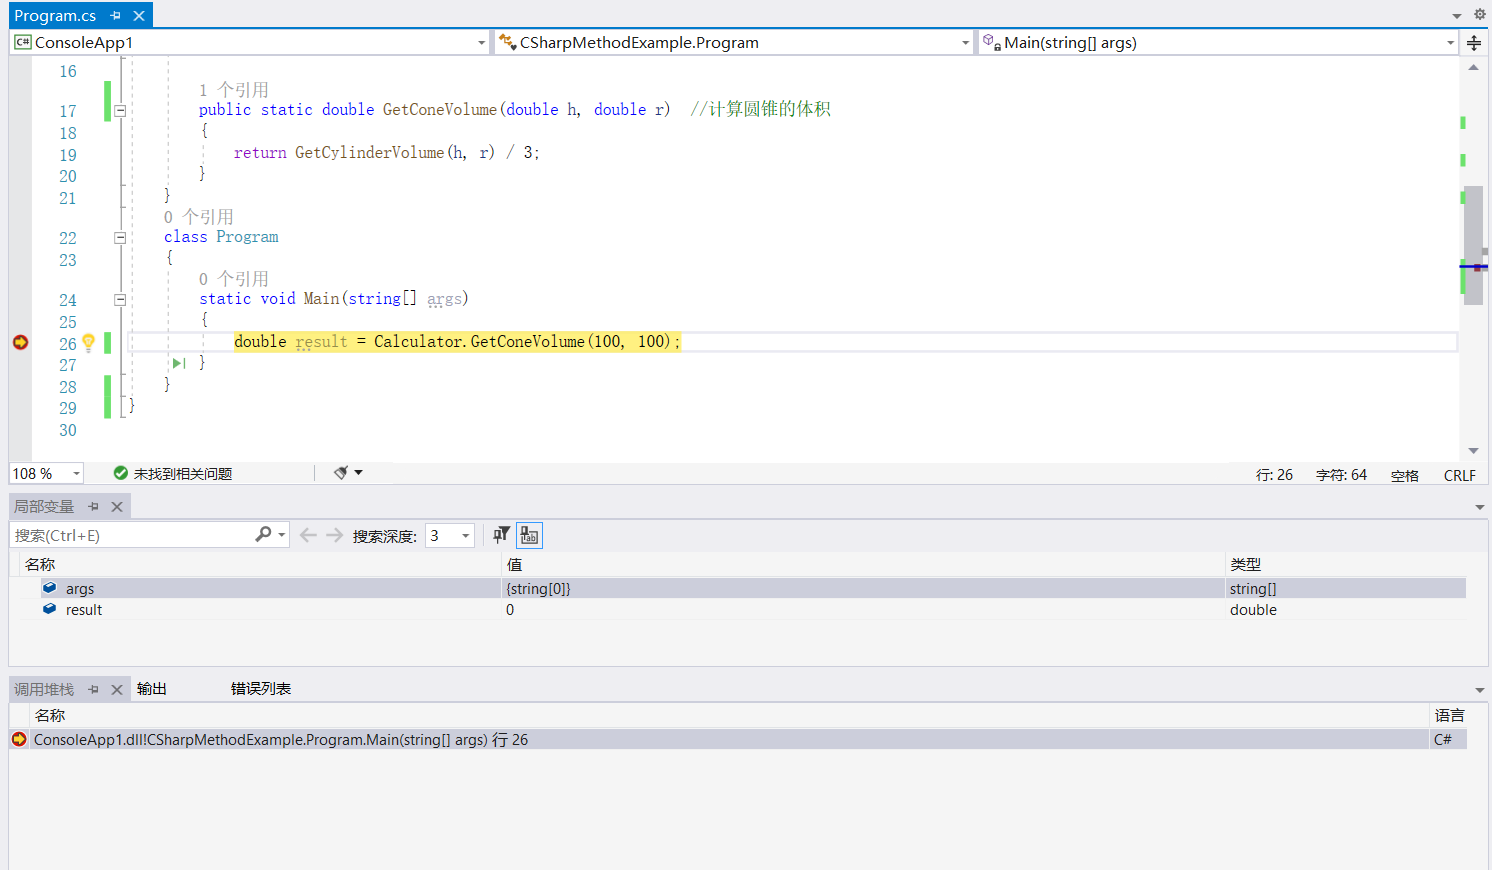 Program.cs
C# ConsoleApp1
CSharpMethodExample.Program
Main(string[] args)
16
1 个引用
17 public static double GetConeVolume(double h, double r)  //计算圆锥的体积
18 {
19 return GetCylinderVolume(h, r) / 3;
20 }
21 }
0 个引用
22 class Program
23 {
0 个引用
24 static void Main(string[] args)
25 {
26 double result = Calculator.GetConeVolume(100, 100);
27 }
28 }
29 }
30
108 % 未找到相关问题 行: 26 字符: 64 空格 CRLF
局部变量
搜索(Ctrl+E) 搜索深度: 3
名称 值 类型
args {string[0]} string[]
result 0 double
调用堆栈 输出 错误列表
名称 语言
ConsoleApp1.dll!CSharpMethodExample.Program.Main(string[] args) 行 26 C#